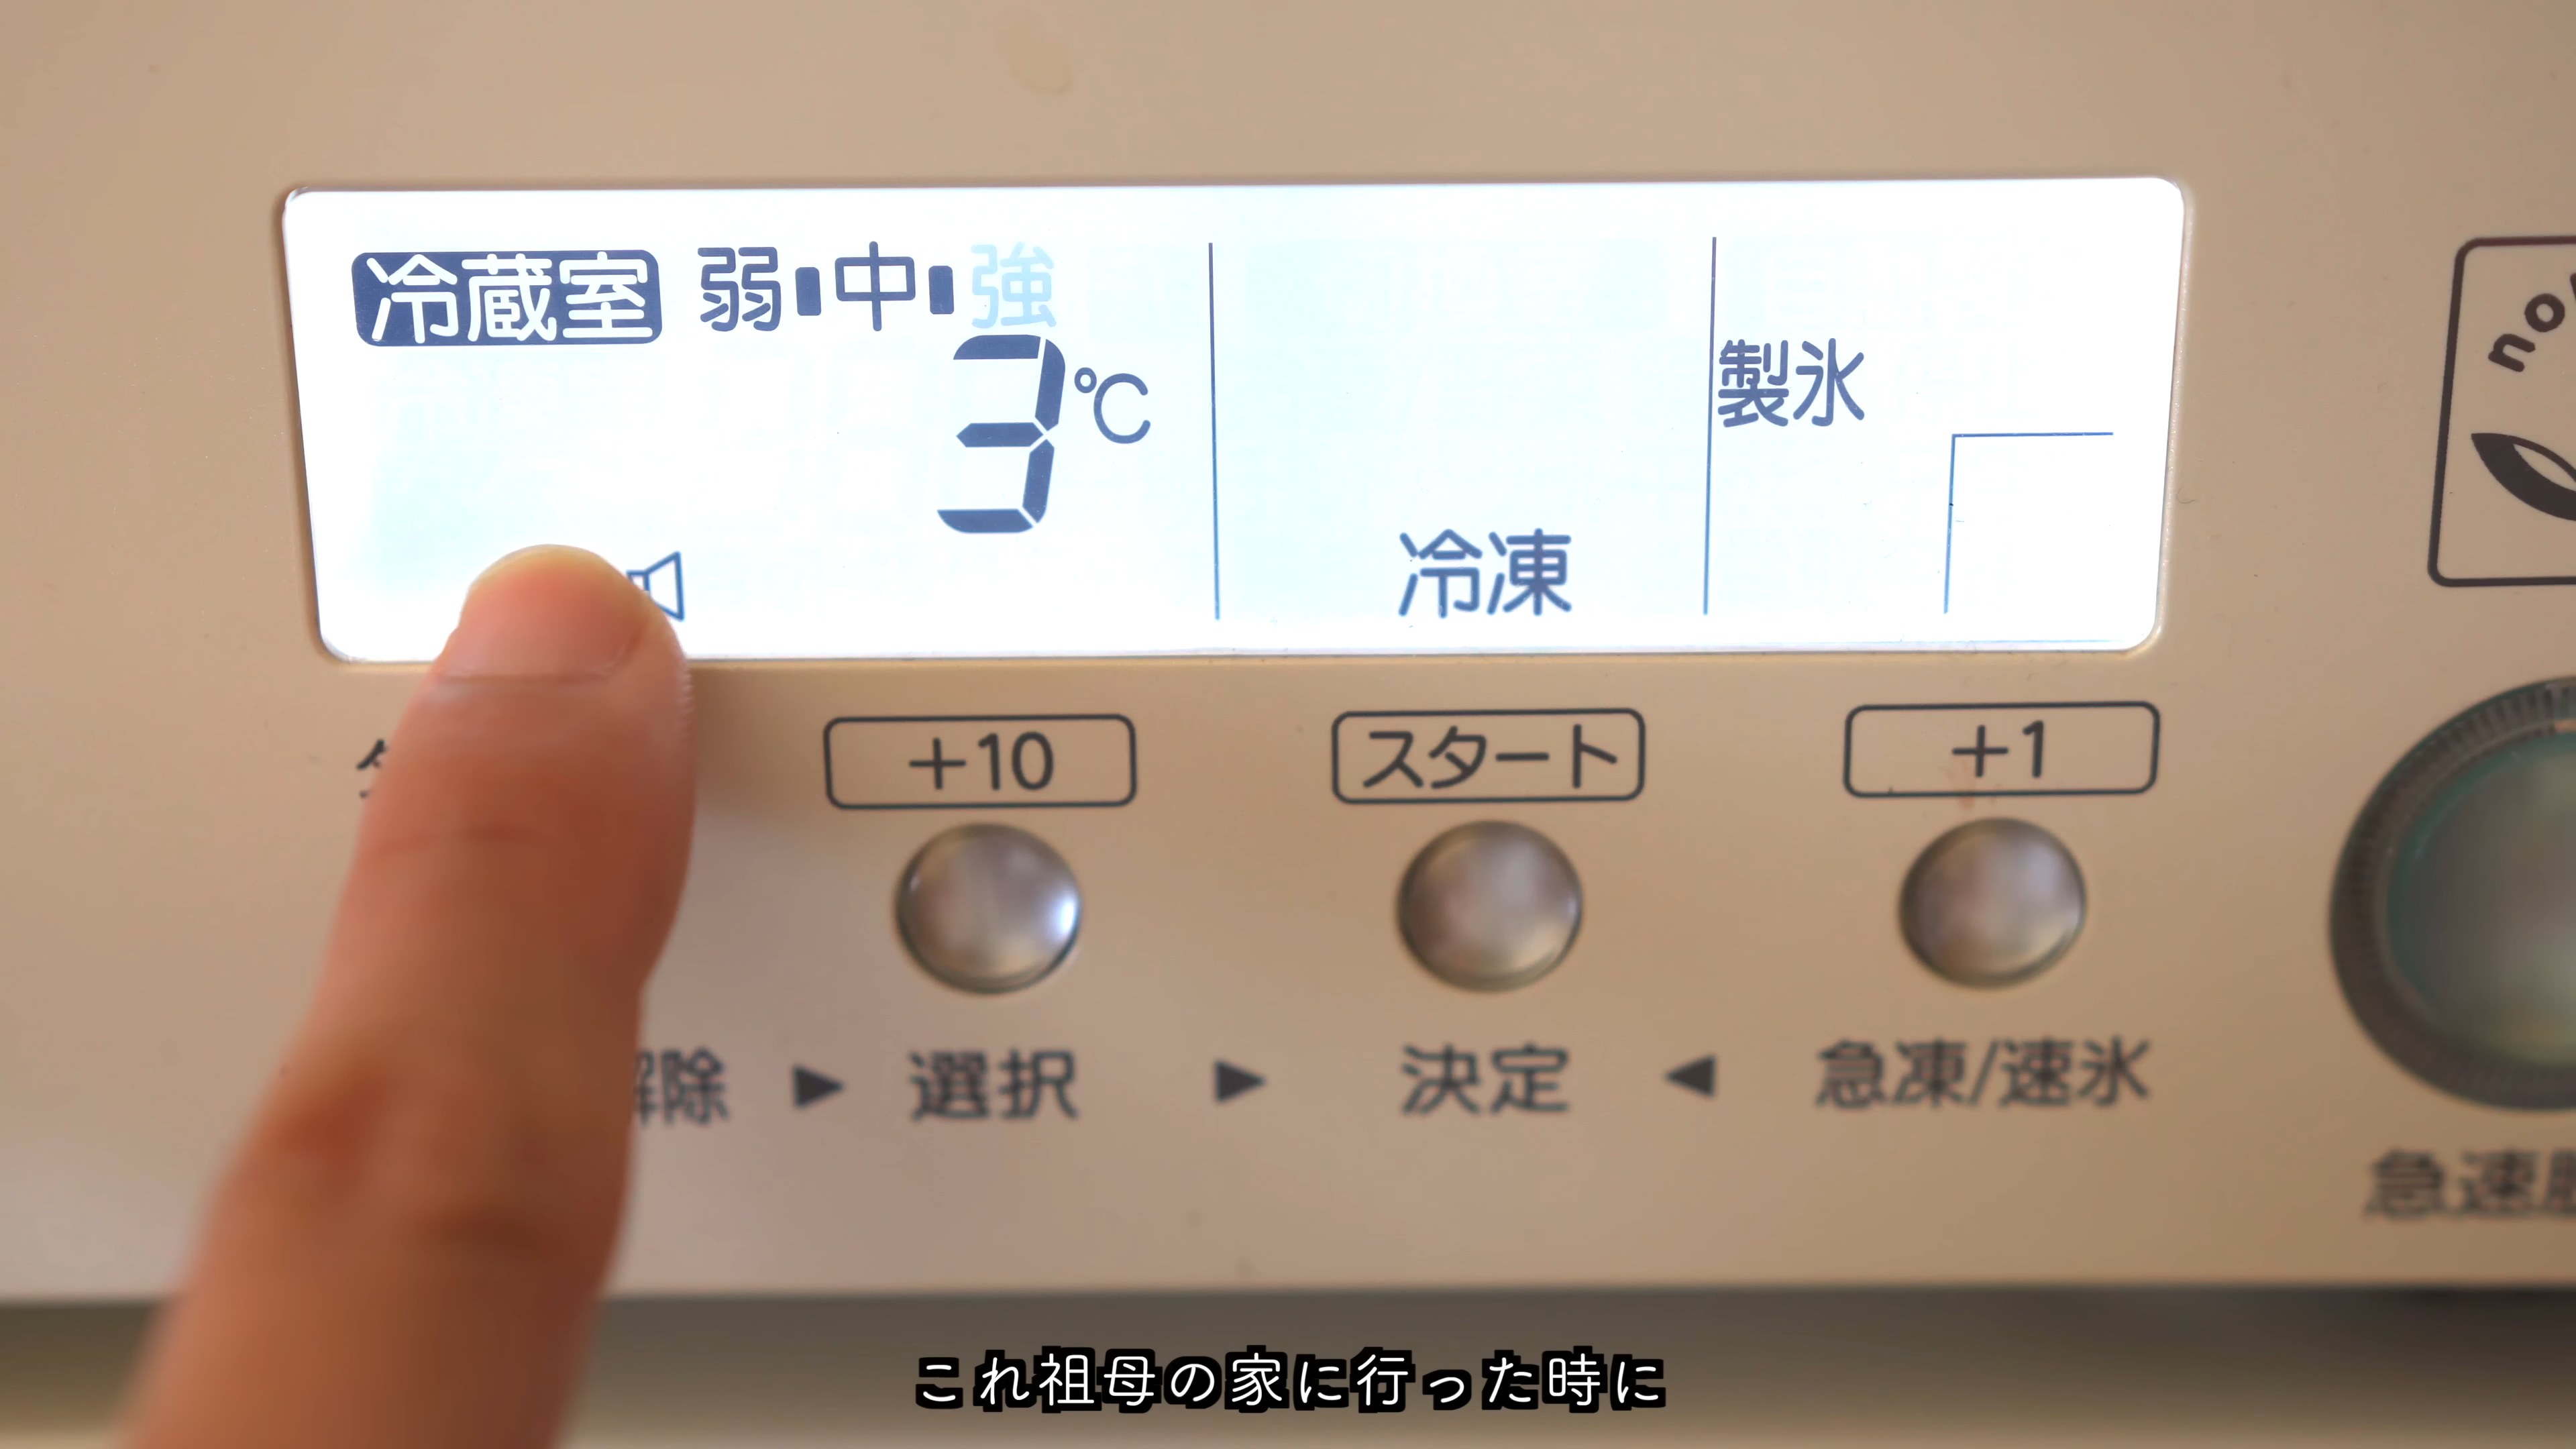 冷蔵室 弱 中 強
3℃
製氷
冷凍
+10
スタート
+1
選択
決定
急凍/速氷
急速
これ祖母の家に行った時に